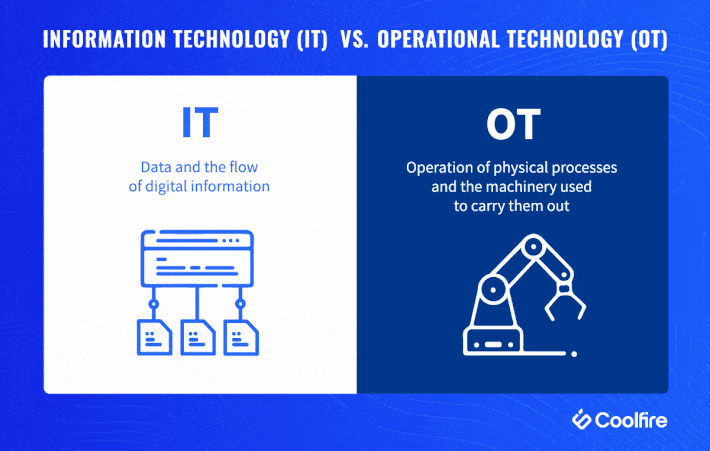 INFORMATION TECHNOLOGY (IT) VS. OPERATIONAL TECHNOLOGY (OT)
IT
Data and the flow
of digital information
OT
Operation of physical processes
and the machinery used
to carry them out
Coolfire